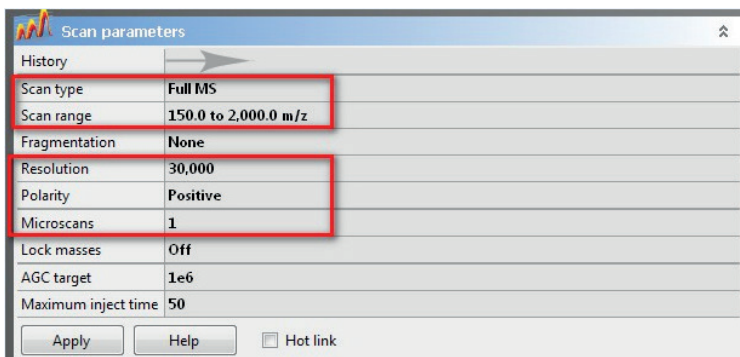 Scan parameters
History
Scan type Full MS
Scan range 150.0 to 2,000.0 m/z
Fragmentation None
Resolution 30,000
Polarity Positive
Microscans 1
Lock masses Off
AGC target 1e6
Maximum inject time 50
Apply Help Hot link